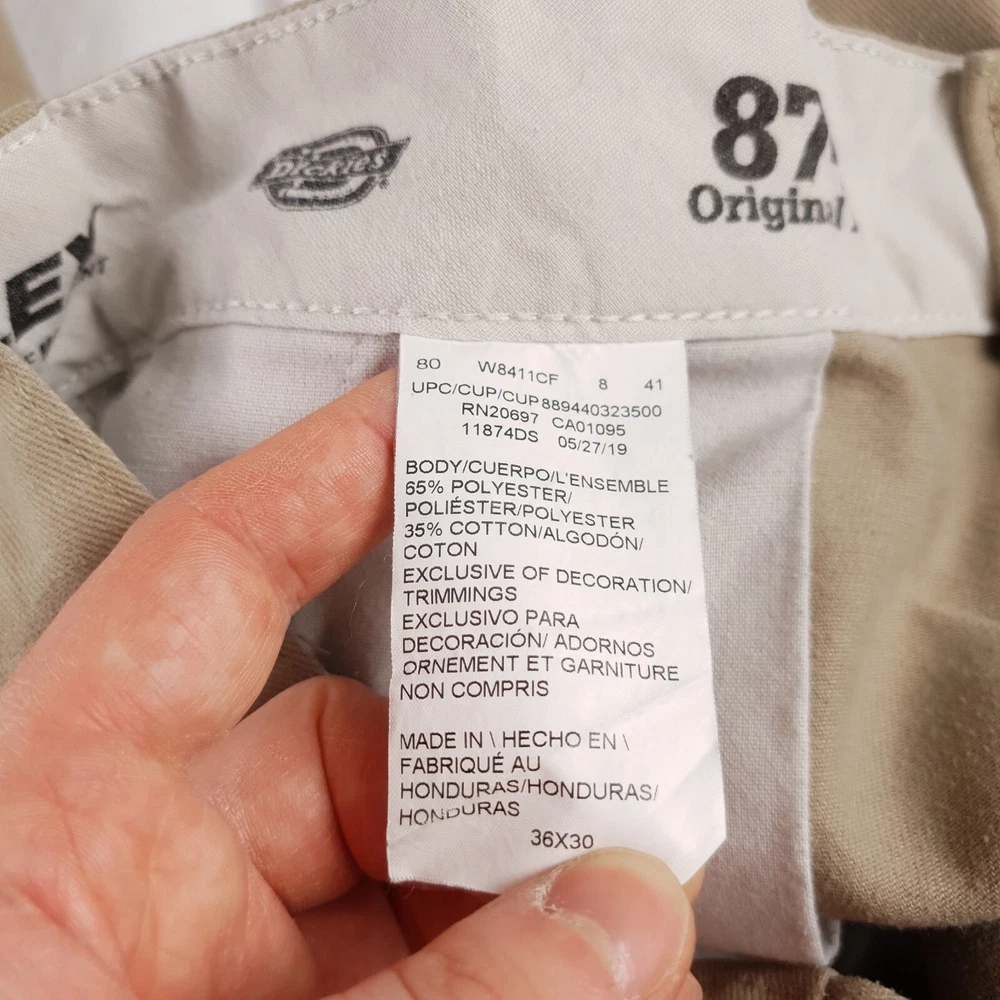 Dickies
87
Original
80 W8411CF 8 41
UPC/CUP/CUP889440323500
RN20697 CA01095
11874DS 05/27/19
BODY/CUERPO/L'ENSEMBLE
65% POLYESTER/
POLIÉSTER/POLYESTER
35% COTTON/ALGODÓN/
COTON
EXCLUSIVE OF DECORATION/
TRIMMINGS
EXCLUSIVO PARA
DECORACIÓN/ ADORNOS
ORNEMENT ET GARNITURE
NON COMPRIS
MADE IN \ HECHO EN \
FABRIQUÉ AU
HONDURAS/HONDURAS/
HONDURAS
36X30